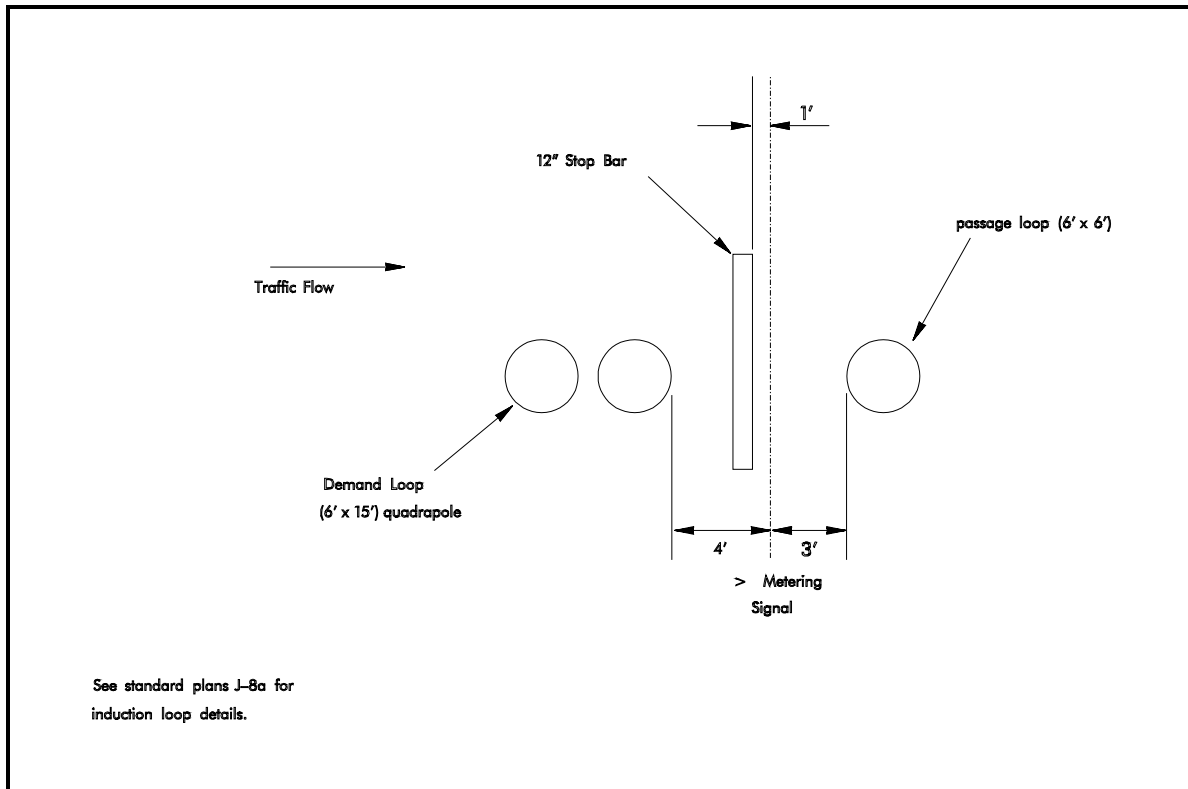 1'
12" Stop Bar
passage loop (6' x 6')
Traffic Flow
Demand Loop
(6' x 15') quadrapole
4'
3'
> Metering
Signal
See standard plans J-8a for
induction loop details.